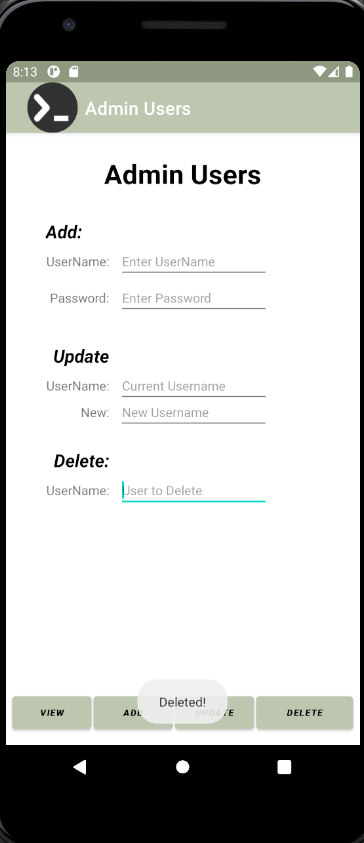 8:13
Admin Users
Admin Users
Add:
UserName: Enter UserName
Password: Enter Password
Update
UserName: Current Username
New: New Username
Delete:
UserName: User to Delete
Deleted!
VIEW ADD UPDATE DELETE